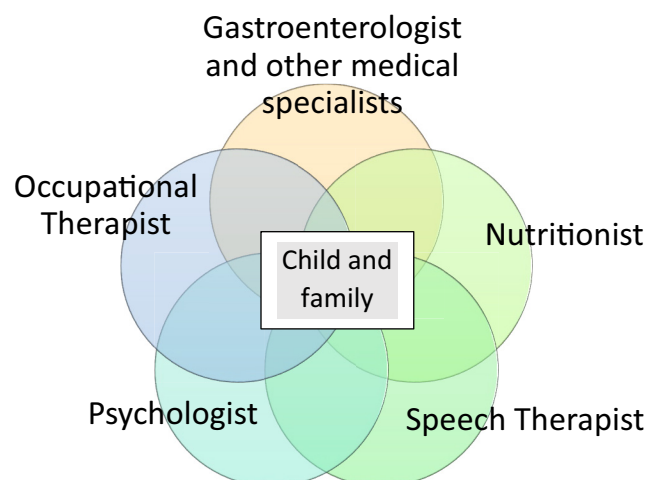 Gastroenterologist
and other medical
specialists
Occupational
Therapist
Nutritionist
Child and
family
Psychologist
Speech Therapist